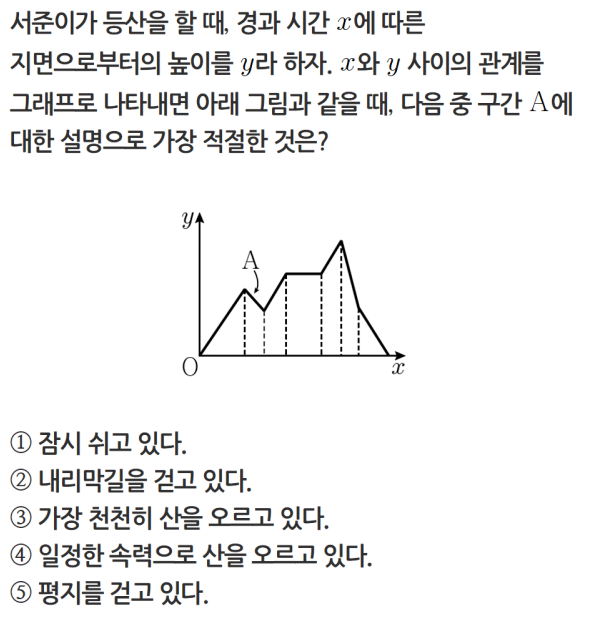 서준이가 등산을 할 때, 경과 시간 x에 따른
지면으로부터의 높이를 y라 하자. x와 y 사이의 관계를
그래프로 나타내면 아래 그림과 같을 때, 다음 중 구간 A에
대한 설명으로 가장 적절한 것은?
y
A
O
x
① 잠시 쉬고 있다.
② 내리막길을 걷고 있다.
③ 가장 천천히 산을 오르고 있다.
④ 일정한 속력으로 산을 오르고 있다.
⑤ 평지를 걷고 있다.